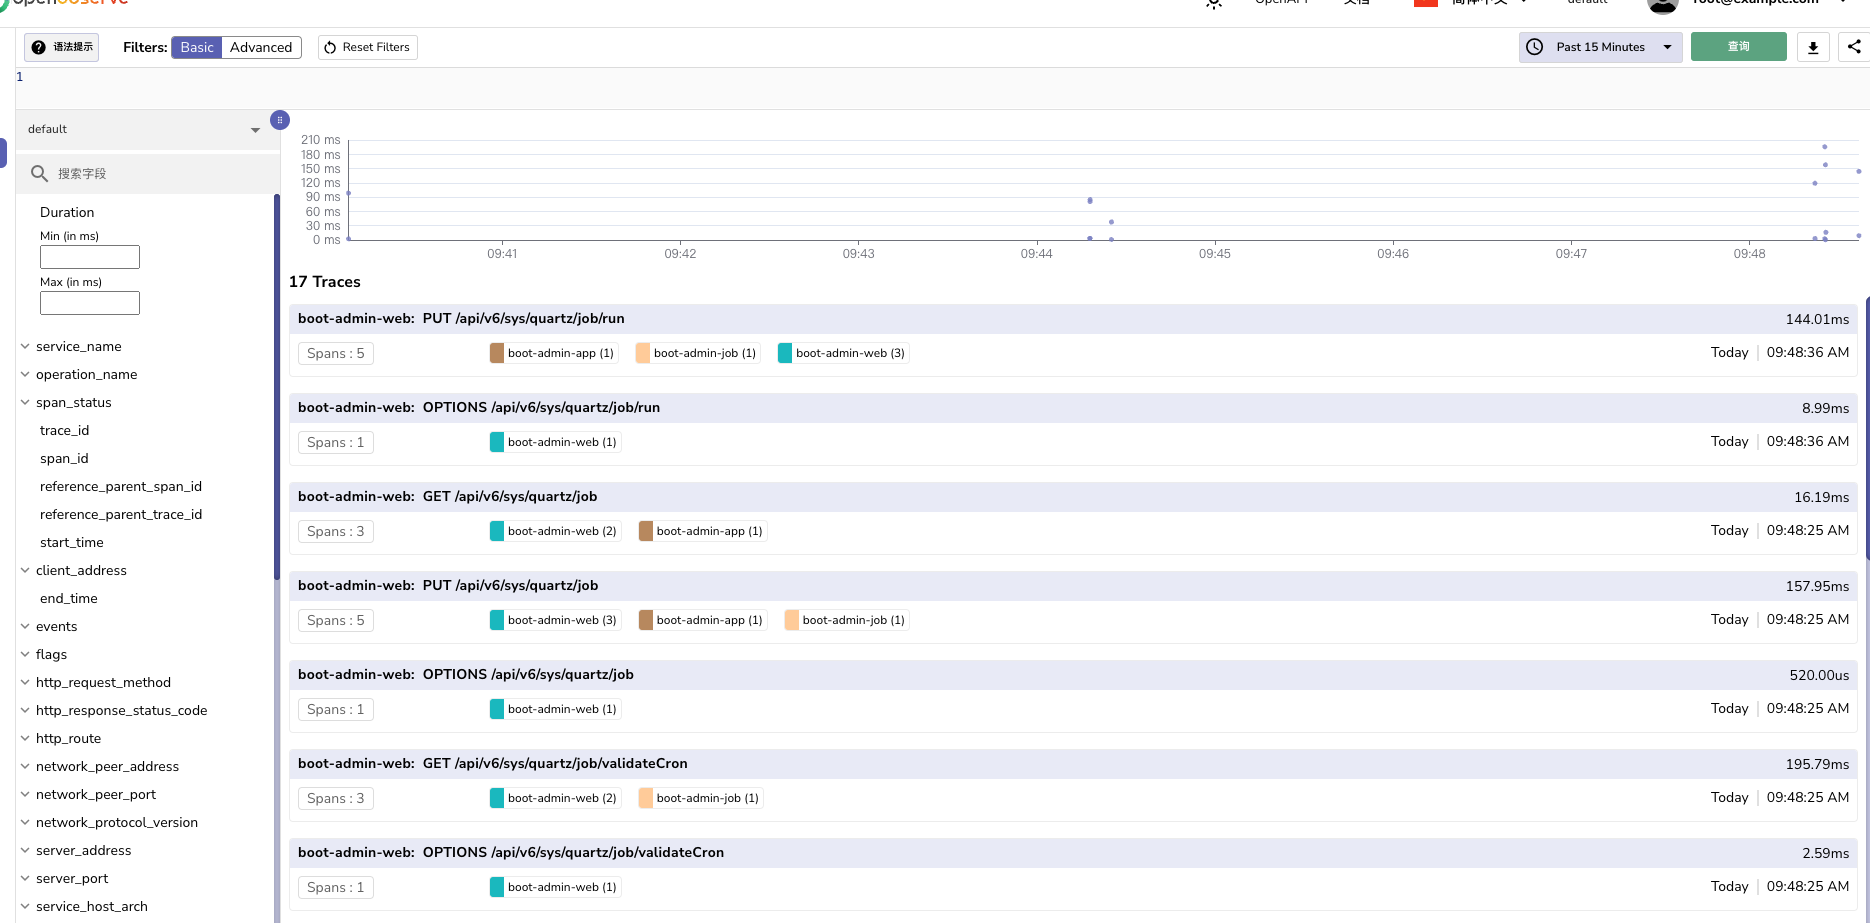 openobserve
OpenAPI
文档
简体中文
default
root@example.com
语法提示
Filters:
Basic
Advanced
Reset Filters
Past 15 Minutes
查询
1
default
搜索字段
Duration
Min (in ms)
Max (in ms)
service_name
operation_name
span_status
trace_id
span_id
reference_parent_span_id
reference_parent_trace_id
start_time
client_address
end_time
events
flags
http_request_method
http_response_status_code
http_route
network_peer_address
network_peer_port
network_protocol_version
server_address
server_port
service_host_arch
210 ms
180 ms
150 ms
120 ms
90 ms
60 ms
30 ms
0 ms
09:41
09:42
09:43
09:44
09:45
09:46
09:47
09:48
17 Traces
boot-admin-web: PUT /api/v6/sys/quartz/job/run 144.01ms
Spans : 5 boot-admin-app (1) boot-admin-job (1) boot-admin-web (3) Today | 09:48:36 AM
boot-admin-web: OPTIONS /api/v6/sys/quartz/job/run 8.99ms
Spans : 1 boot-admin-web (1) Today | 09:48:36 AM
boot-admin-web: GET /api/v6/sys/quartz/job 16.19ms
Spans : 3 boot-admin-web (2) boot-admin-app (1) Today | 09:48:25 AM
boot-admin-web: PUT /api/v6/sys/quartz/job 157.95ms
Spans : 5 boot-admin-web (3) boot-admin-app (1) boot-admin-job (1) Today | 09:48:25 AM
boot-admin-web: OPTIONS /api/v6/sys/quartz/job 520.00us
Spans : 1 boot-admin-web (1) Today | 09:48:25 AM
boot-admin-web: GET /api/v6/sys/quartz/job/validateCron 195.79ms
Spans : 3 boot-admin-web (2) boot-admin-job (1) Today | 09:48:25 AM
boot-admin-web: OPTIONS /api/v6/sys/quartz/job/validateCron 2.59ms
Spans : 1 boot-admin-web (1) Today | 09:48:25 AM